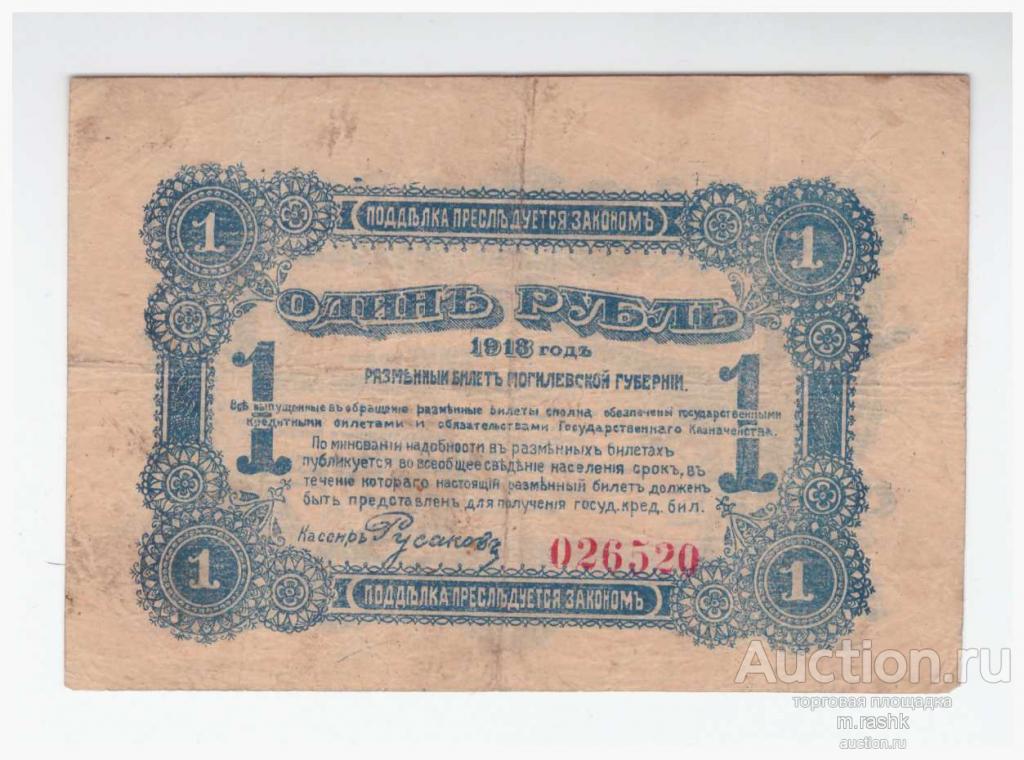 1
ПОДДѢЛКА ПРЕСЛѢДУЕТСЯ ЗАКОНОМЪ
1
ОДИНЪ РУБЛЬ
1918 годъ
РАЗМѢННЫЙ БИЛЕТЪ МОГИЛЕВСКОЙ ГУБЕРНІИ.
1
1
Всѣ выпущенные въ обращеніе размѣнные билеты сполна обезпечены государственными
кредитными билетами и обязательствами Государственнаго Казначейства.
По минованіи надобности въ размѣнныхъ билетахъ
публикуется во всеобщее свѣдѣніе населенія срокъ, въ
теченіе котораго настоящій размѣнный билетъ долженъ
быть представленъ для полученія госуд. кред. бил.
Кассиръ Русаковъ
026520
1
ПОДДѢЛКА ПРЕСЛѢДУЕТСЯ ЗАКОНОМЪ
1
Auction.ru
торговая площадка
m.rashk
auction.ru